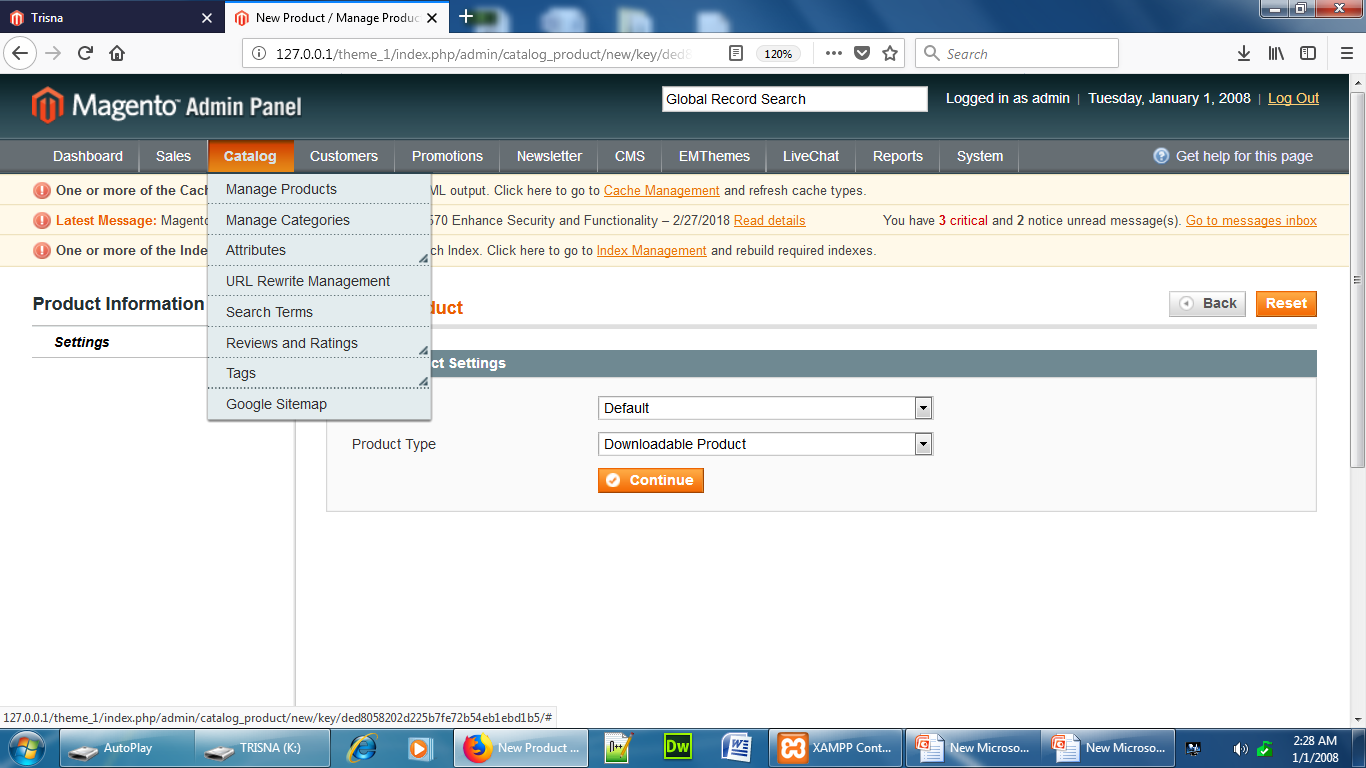 Trisna
New Product / Manage Produc
127.0.0.1/theme_1/index.php/admin/catalog_product/new/key/ded8
120%
Search
Magento Admin Panel
Global Record Search
Logged in as admin | Tuesday, January 1, 2008 | Log Out
Dashboard Sales Catalog Customers Promotions Newsletter CMS EMThemes LiveChat Reports System Get help for this page
One or more of the Cach ML output. Click here to go to Cache Management and refresh cache types.
Latest Message: Magento 570 Enhance Security and Functionality – 2/27/2018 Read details You have 3 critical and 2 notice unread message(s). Go to messages inbox
One or more of the Inde ch Index. Click here to go to Index Management and rebuild required indexes.
Manage Products
Manage Categories
Attributes
URL Rewrite Management
Search Terms
Reviews and Ratings
Tags
Google Sitemap
Product Information
Settings
duct
Back
Reset
ct Settings
Default
Product Type
Downloadable Product
Continue
127.0.0.1/theme_1/index.php/admin/catalog_product/new/key/ded8058202d225b7fe72b54eb1ebd1b5/#
AutoPlay
TRISNA (K:)
New Product ...
n++
Dw
XAMPP Cont...
New Microso...
New Microso...
2:28 AM
1/1/2008